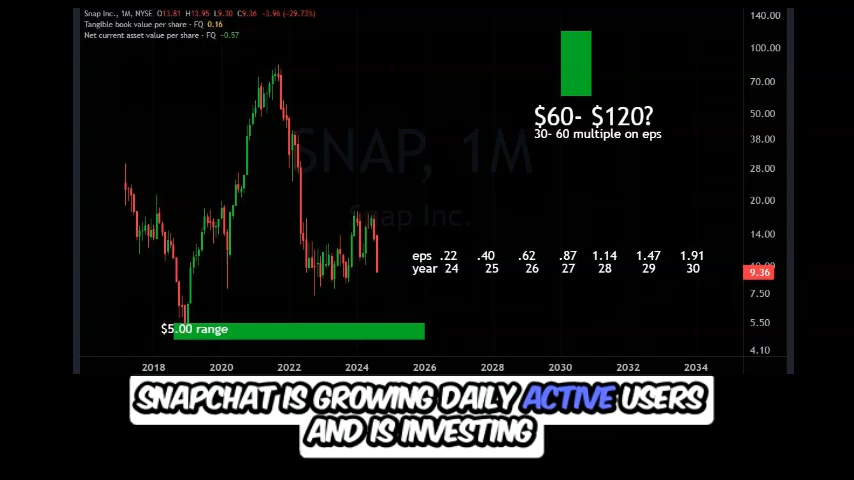 Snap Inc., 1M, NYSE O13.81 H13.95 L9.30 C9.36 −3.96 (−29.73%)
Tangible book value per share · FQ 0.16
Net current asset value per share · FQ −0.57
140.00
100.00
70.00
50.00
38.00
28.00
20.00
14.00
9.36
7.50
5.50
4.10
$60- $120?
30- 60 multiple on eps
SNAP, 1M
Snap Inc.
eps .22 .40 .62 .87 1.14 1.47 1.91
year 24 25 26 27 28 29 30
$5.00 range
2018 2020 2022 2024 2026 2028 2030 2032 2034
SNAPCHAT IS GROWING DAILY ACTIVE USERS
AND IS INVESTING